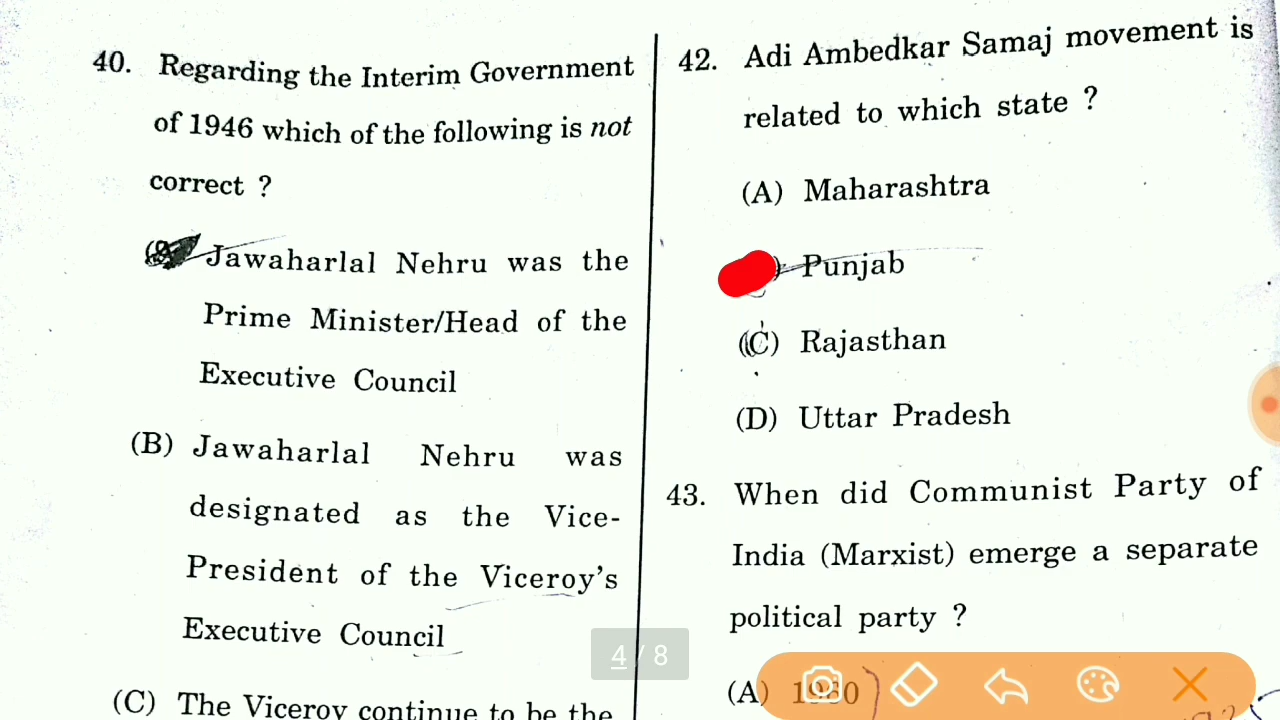 40. Regarding the Interim Government
of 1946 which of the following is not
correct ?
Jawaharlal Nehru was the
Prime Minister/Head of the
Executive Council
(B) Jawaharlal Nehru was
designated as the Vice-
President of the Viceroy's
Executive Council
(C) The Viceroy continue to be the
42. Adi Ambedkar Samaj movement is
related to which state ?
(A) Maharashtra
Punjab
(C) Rajasthan
(D) Uttar Pradesh
43. When did Communist Party of
India (Marxist) emerge a separate
political party ?
(A)
4 / 8